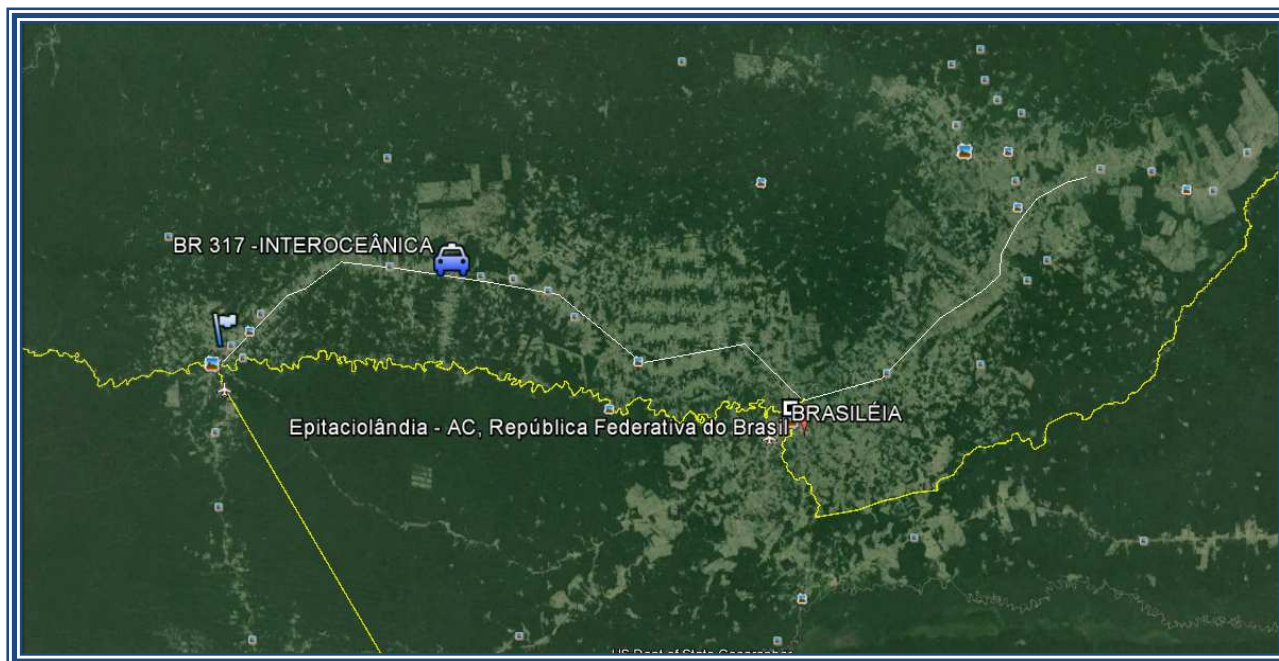 BR 317 -INTEROCEÂNICA
BRASILÉIA
Epitaciolândia - AC, República Federativa do Brasil
US Dept of State Geographer